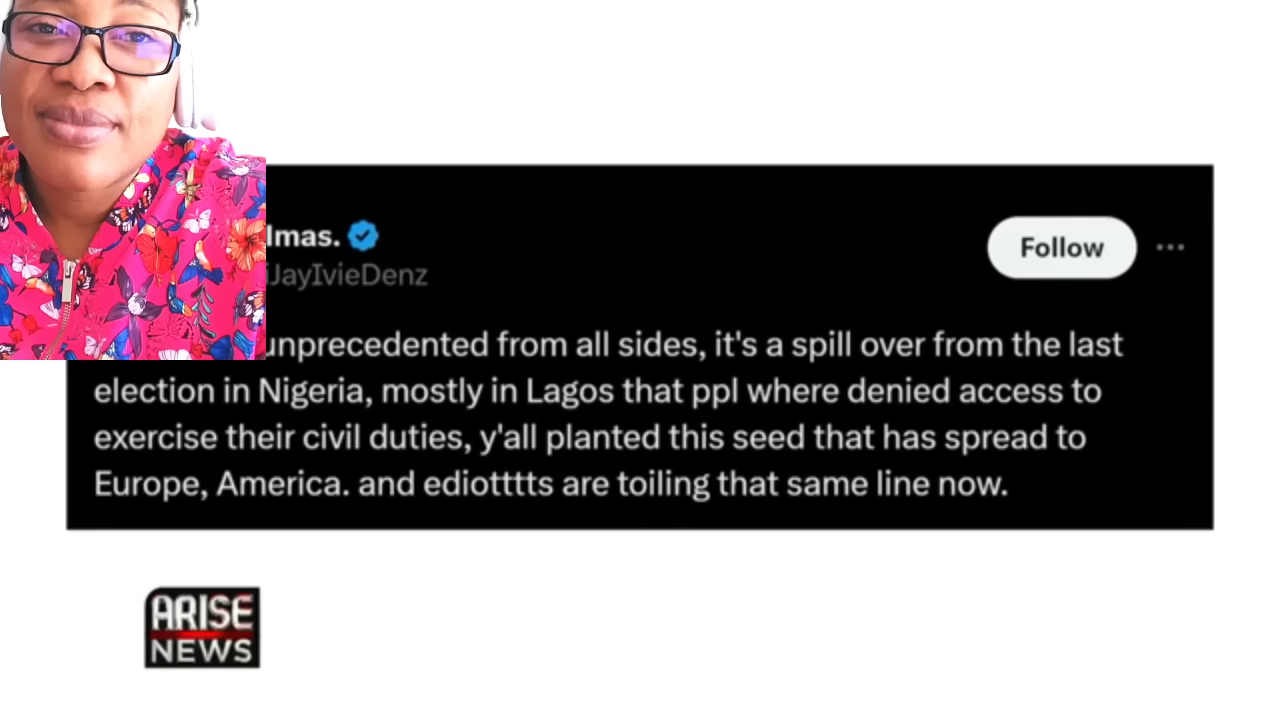 lmas.
iJayIvieDenz
Follow
unprecedented from all sides, it's a spill over from the last
election in Nigeria, mostly in Lagos that ppl where denied access to
exercise their civil duties, y'all planted this seed that has spread to
Europe, America. and ediotttts are toiling that same line now.
ARISE
NEWS